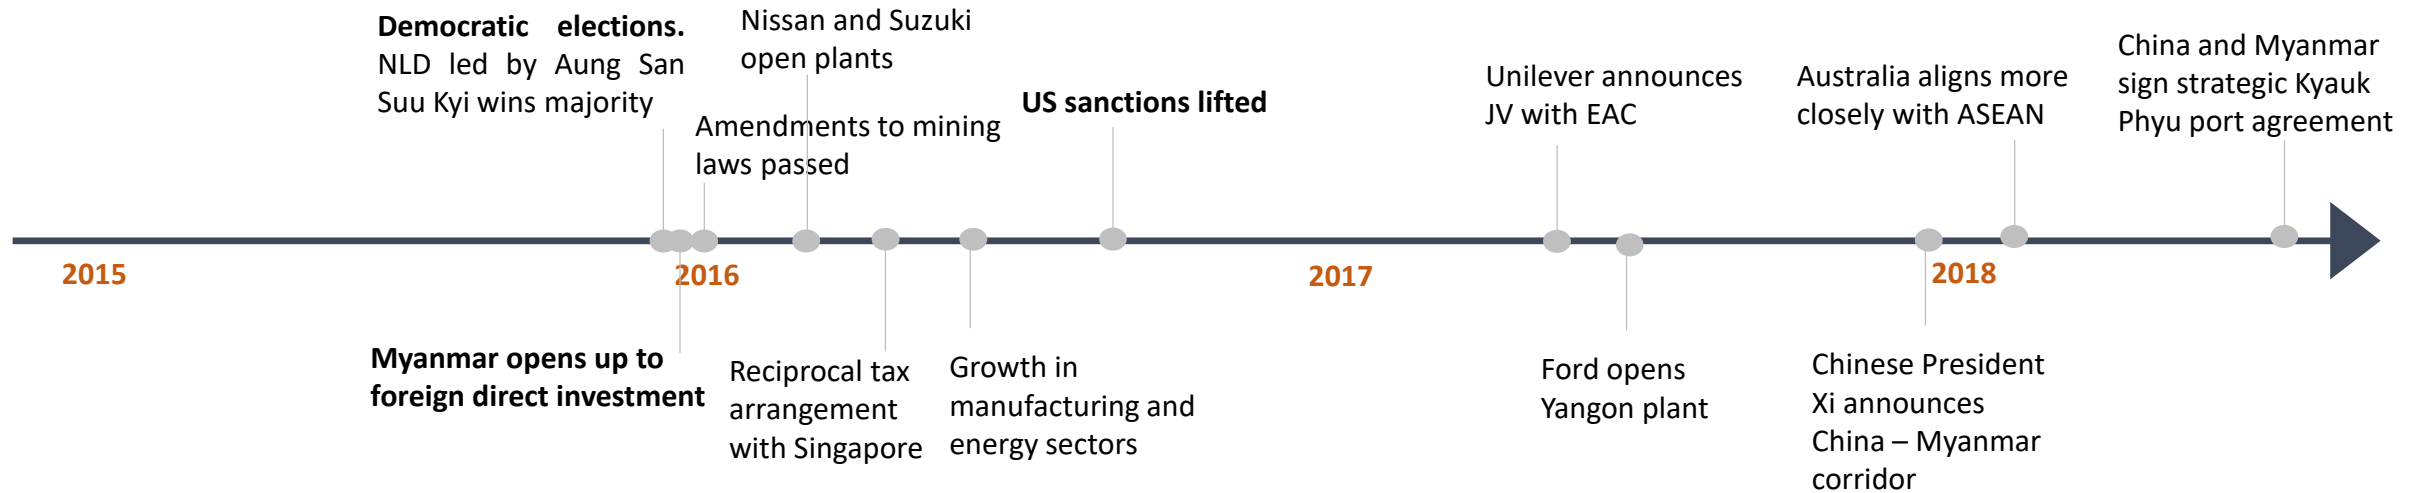 Democratic elections.
NLD led by Aung San
Suu Kyi wins majority
Nissan and Suzuki
open plants
Amendments to mining
laws passed
US sanctions lifted
Unilever announces
JV with EAC
Australia aligns more
closely with ASEAN
China and Myanmar
sign strategic Kyauk
Phyu port agreement
2015
2016
2017
2018
Myanmar opens up to
foreign direct investment
Reciprocal tax
arrangement
with Singapore
Growth in
manufacturing and
energy sectors
Ford opens
Yangon plant
Chinese President
Xi announces
China – Myanmar
corridor